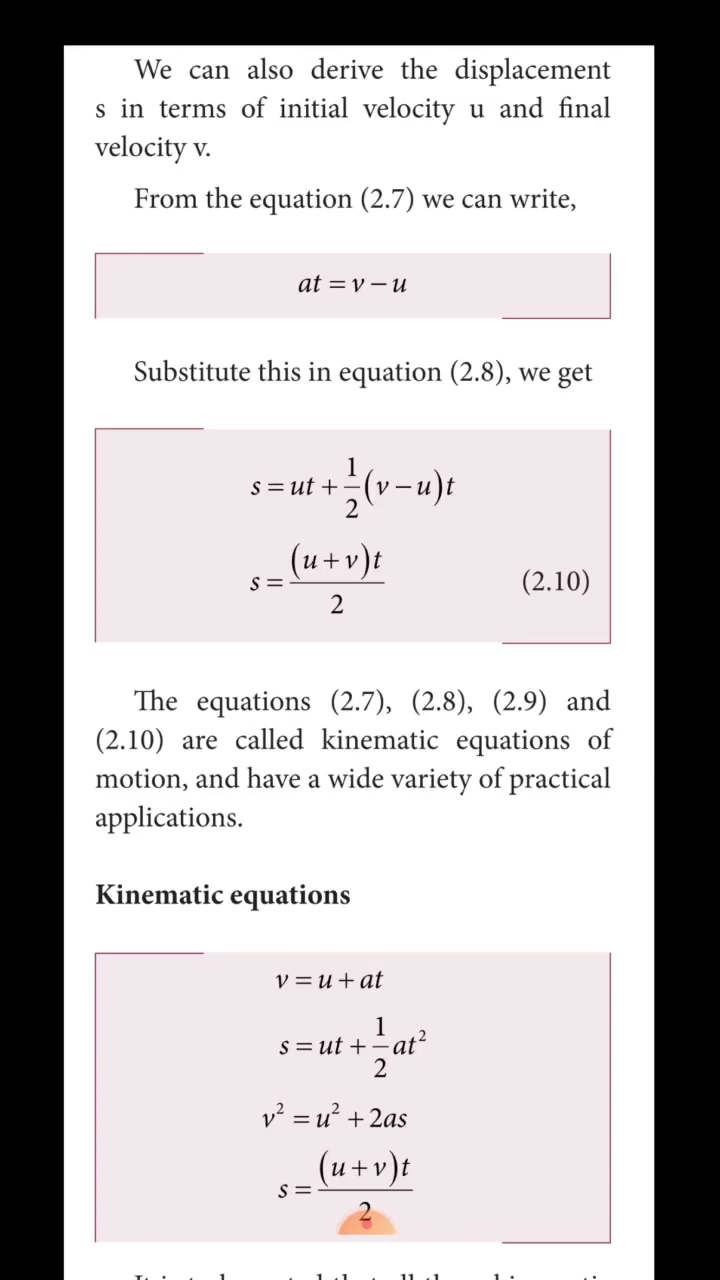 We can also derive the displacement
s in terms of initial velocity u and final
velocity v.
From the equation (2.7) we can write,
at = v − u
Substitute this in equation (2.8), we get
s = ut + 1/2 (v − u)t
s = (u + v)t / 2 (2.10)
The equations (2.7), (2.8), (2.9) and
(2.10) are called kinematic equations of
motion, and have a wide variety of practical
applications.
Kinematic equations
v = u + at
s = ut + 1/2 at²
v² = u² + 2as
s = (u + v)t / 2